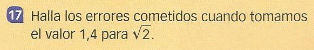 17 Halla los errores cometidos cuando tomamos
el valor 1,4 para √2.